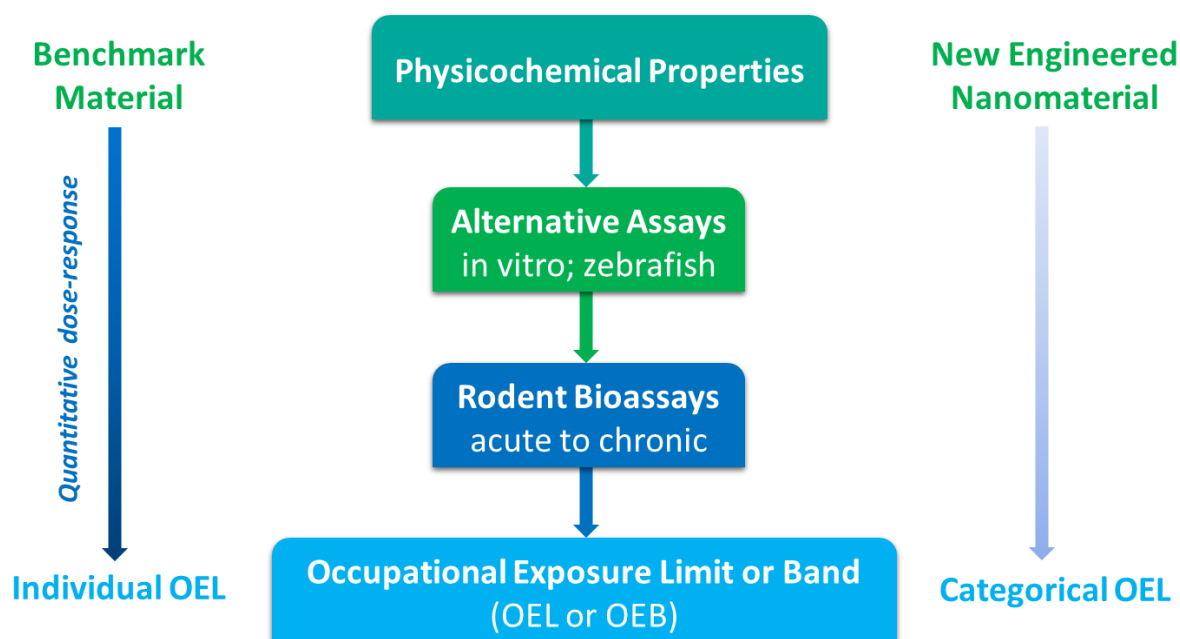 Benchmark
Material
Physicochemical Properties
New Engineered
Nanomaterial
Quantitative dose-response
Alternative Assays
in vitro; zebrafish
Rodent Bioassays
acute to chronic
Individual OEL
Occupational Exposure Limit or Band
(OEL or OEB)
Categorical OEL